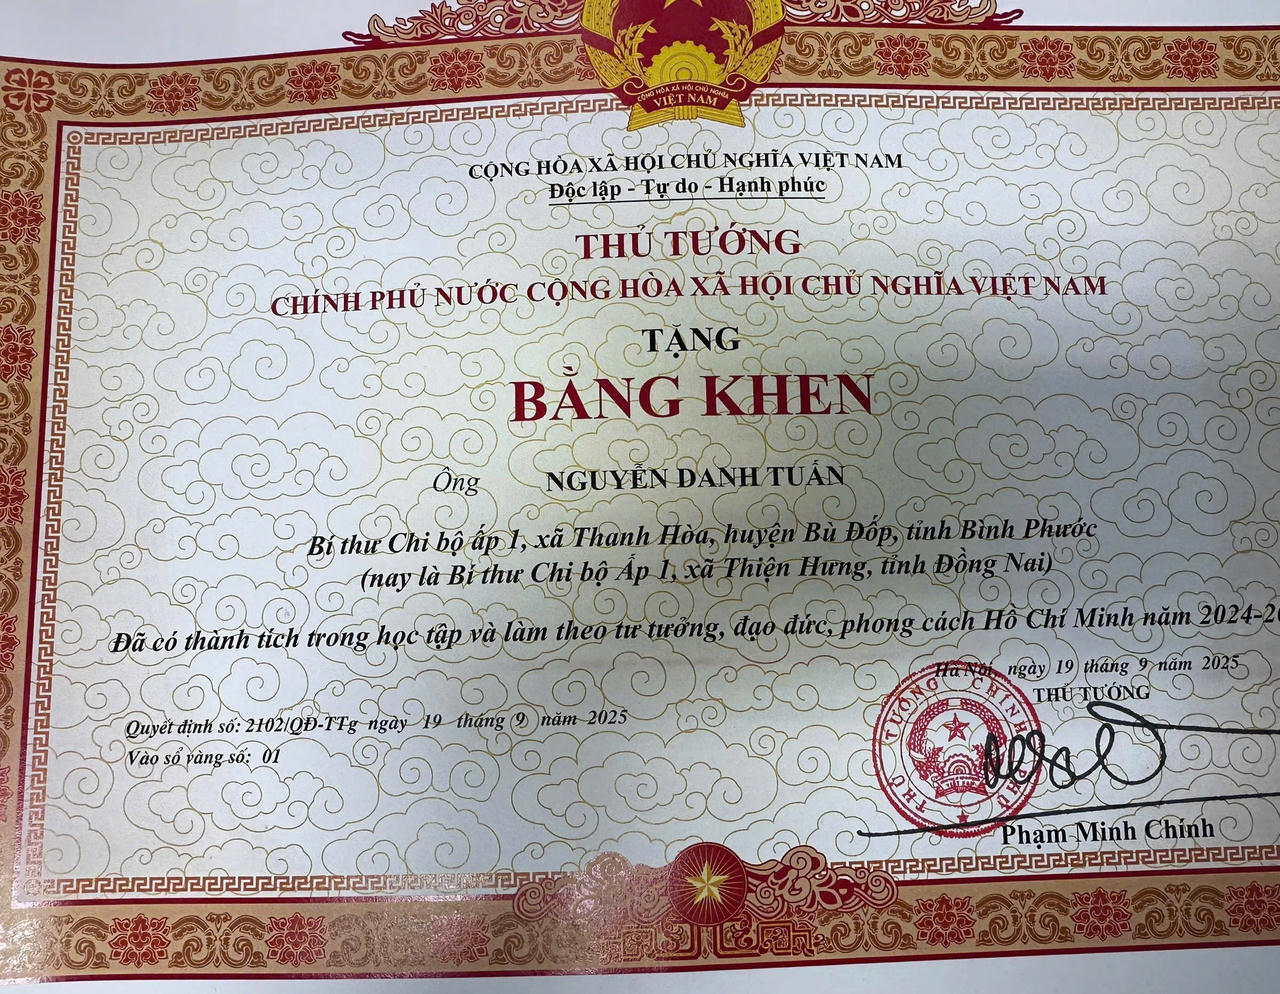 CỘNG HÒA XÃ HỘI CHỦ NGHĨA
VIỆT NAM
CỘNG HÒA XÃ HỘI CHỦ NGHĨA VIỆT NAM
Độc lập - Tự do - Hạnh phúc
THỦ TƯỚNG
CHÍNH PHỦ NƯỚC CỘNG HÒA XÃ HỘI CHỦ NGHĨA VIỆT NAM
TẶNG
BẰNG KHEN
Ông NGUYỄN DANH TUẤN
Bí thư Chi bộ ấp 1, xã Thanh Hòa, huyện Bù Đốp, tỉnh Bình Phước
(nay là Bí thư Chi bộ Ấp 1, xã Thiện Hưng, tỉnh Đồng Nai)
Đã có thành tích trong học tập và làm theo tư tưởng, đạo đức, phong cách Hồ Chí Minh năm 2024-20
Hà Nội, ngày 19 tháng 9 năm 2025
THỦ TƯỚNG
Quyết định số: 2102/QĐ-TTg ngày 19 tháng 9 năm 2025
Vào sổ vàng số: 01
THỦ TƯỚNG CHÍNH PHỦ
Phạm Minh Chính